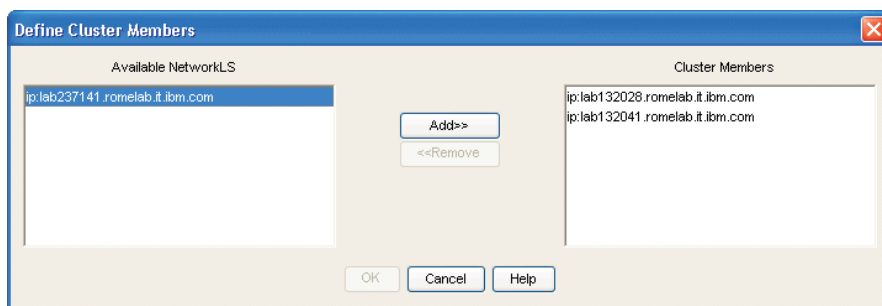 Define Cluster Members
Available NetworkLS
Cluster Members
ip:lab237141.romelab.it.ibm.com
ip:lab132028.romelab.it.ibm.com
ip:lab132041.romelab.it.ibm.com
Add>>
<<Remove
OK
Cancel
Help